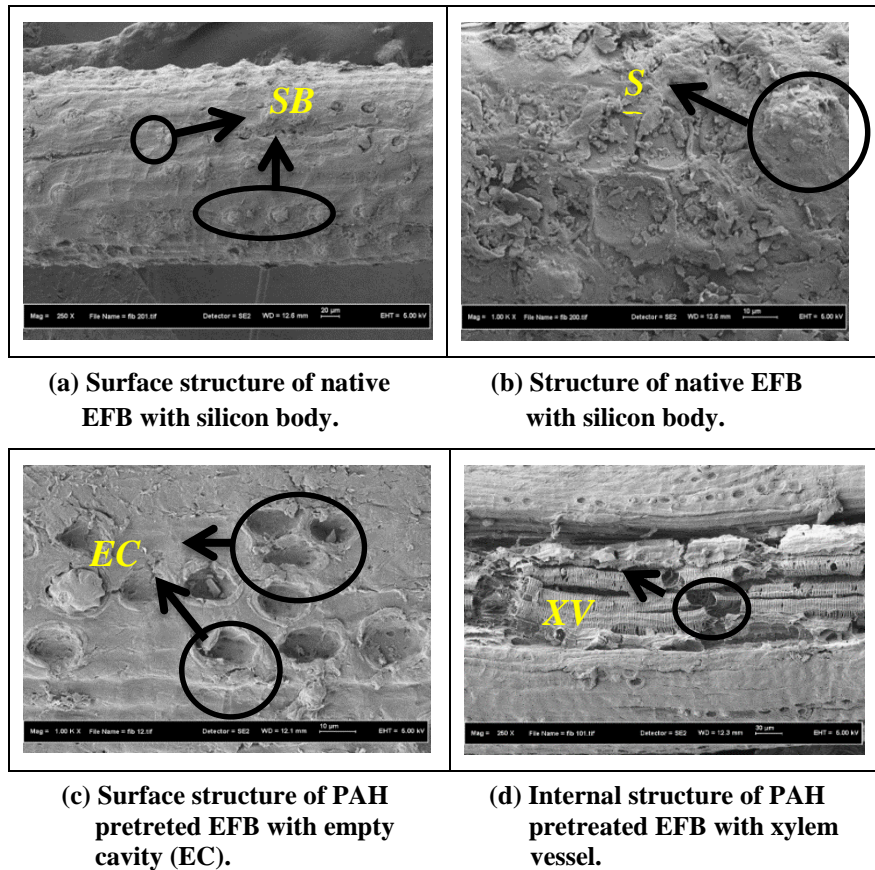 SB
Mag = 250 X File Name = fib 201.tif Detector = SE2 WD = 12.6 mm 20 µm EHT = 5.00 kV
S
Mag = 1.00 K X File Name = fib 200.tif Detector = SE2 WD = 12.6 mm 10 µm EHT = 5.00 kV
(a) Surface structure of native
EFB with silicon body.
(b) Structure of native EFB
with silicon body.
EC
Mag = 1.00 K X File Name = fib 12.tif Detector = SE2 WD = 12.1 mm 10 µm EHT = 5.00 kV
XV
Mag = 250 X File Name = fib 101.tif Detector = SE2 WD = 12.3 mm 30 µm EHT = 5.00 kV
(c) Surface structure of PAH
pretreted EFB with empty
cavity (EC).
(d) Internal structure of PAH
pretreated EFB with xylem
vessel.